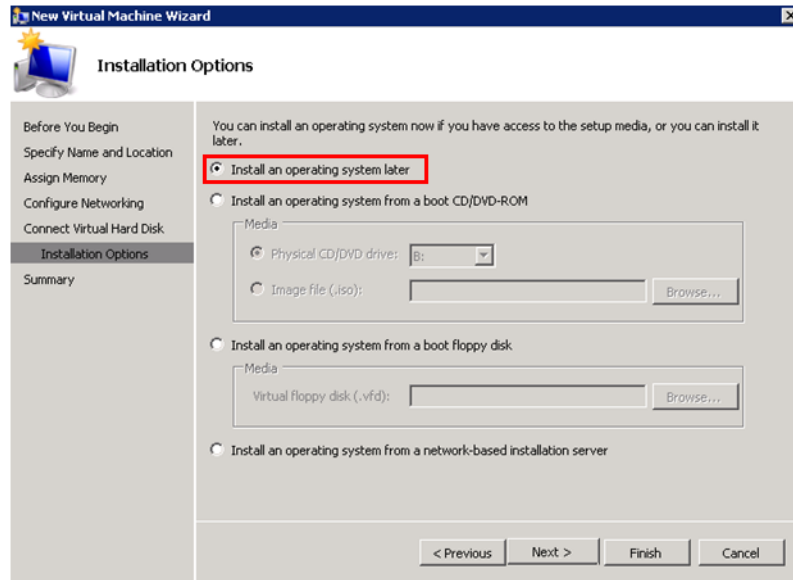 New Virtual Machine Wizard
Installation Options
Before You Begin
Specify Name and Location
Assign Memory
Configure Networking
Connect Virtual Hard Disk
Installation Options
Summary
You can install an operating system now if you have access to the setup media, or you can install it
later.
Install an operating system later
Install an operating system from a boot CD/DVD-ROM
Media
Physical CD/DVD drive: B:
Image file (.iso): Browse...
Install an operating system from a boot floppy disk
Media
Virtual floppy disk (.vfd): Browse...
Install an operating system from a network-based installation server
< Previous Next > Finish Cancel